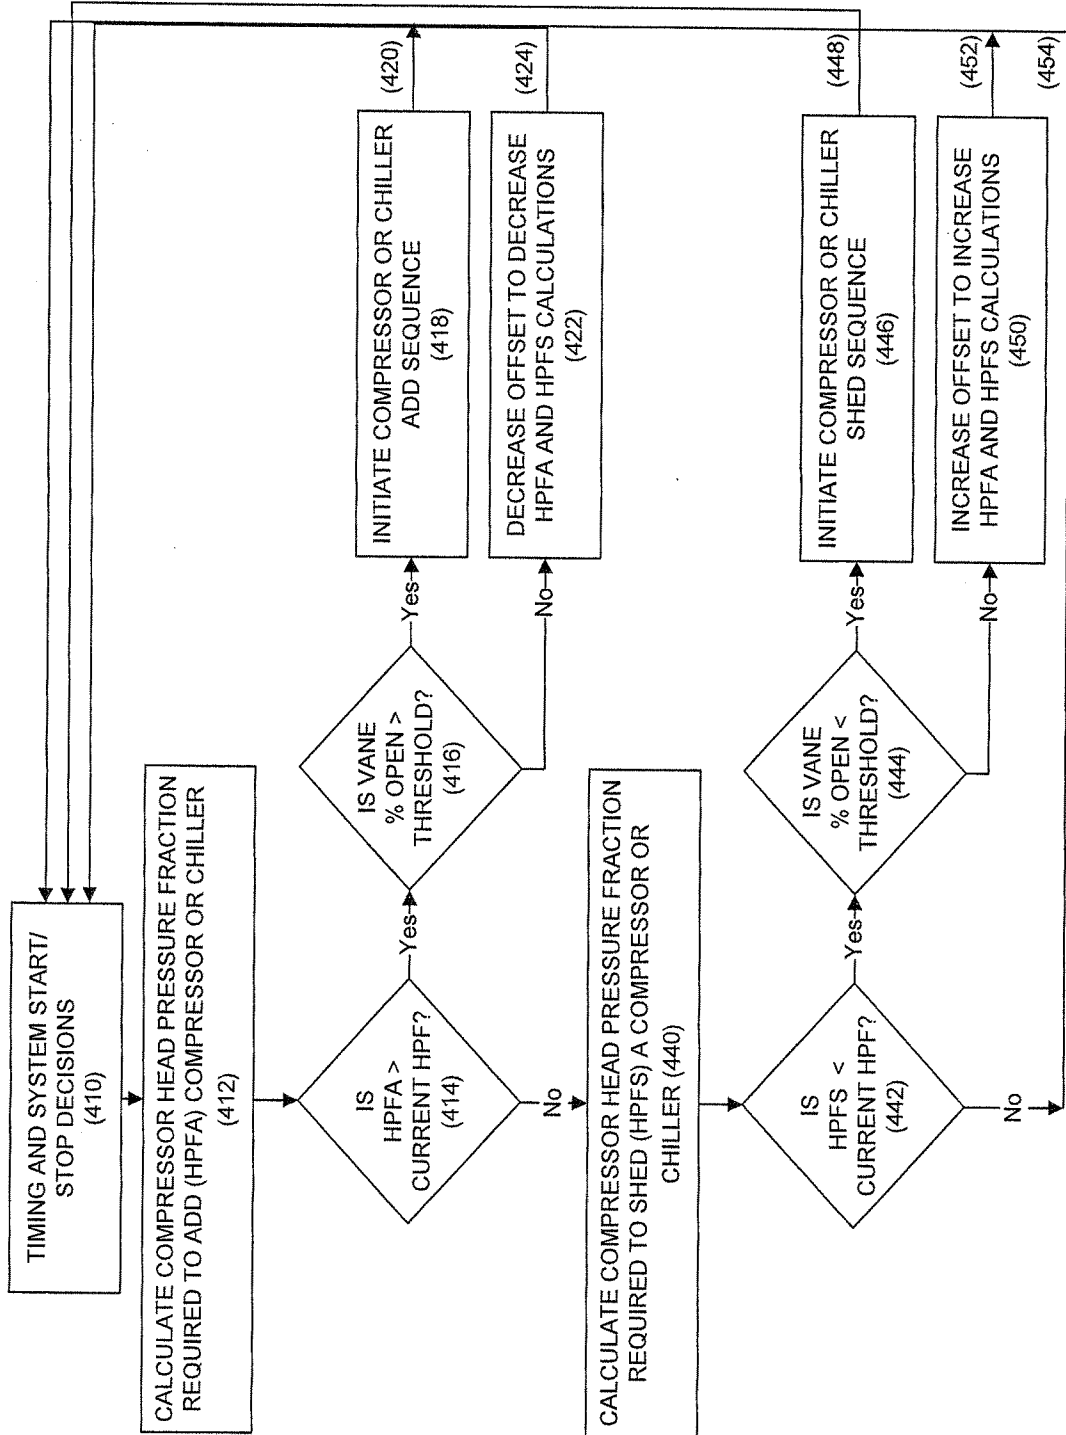 TIMING AND SYSTEM START/
STOP DECISIONS
(410)
CALCULATE COMPRESSOR HEAD PRESSURE FRACTION
REQUIRED TO ADD (HPFA) COMPRESSOR OR CHILLER
(412)
IS
HPFA >
CURRENT HPF?
(414)
Yes
No
IS VANE
% OPEN >
THRESHOLD?
(416)
Yes
No
INITIATE COMPRESSOR OR CHILLER
ADD SEQUENCE
(418)
(420)
DECREASE OFFSET TO DECREASE
HPFA AND HPFS CALCULATIONS
(422)
(424)
CALCULATE COMPRESSOR HEAD PRESSURE FRACTION
REQUIRED TO SHED (HPFS) A COMPRESSOR OR
CHILLER (440)
IS
HPFS <
CURRENT HPF?
(442)
Yes
No
IS VANE
% OPEN <
THRESHOLD?
(444)
Yes
No
INITIATE COMPRESSOR OR CHILLER
SHED SEQUENCE
(446)
(448)
INCREASE OFFSET TO INCREASE
HPFA AND HPFS CALCULATIONS
(450)
(452)
(454)